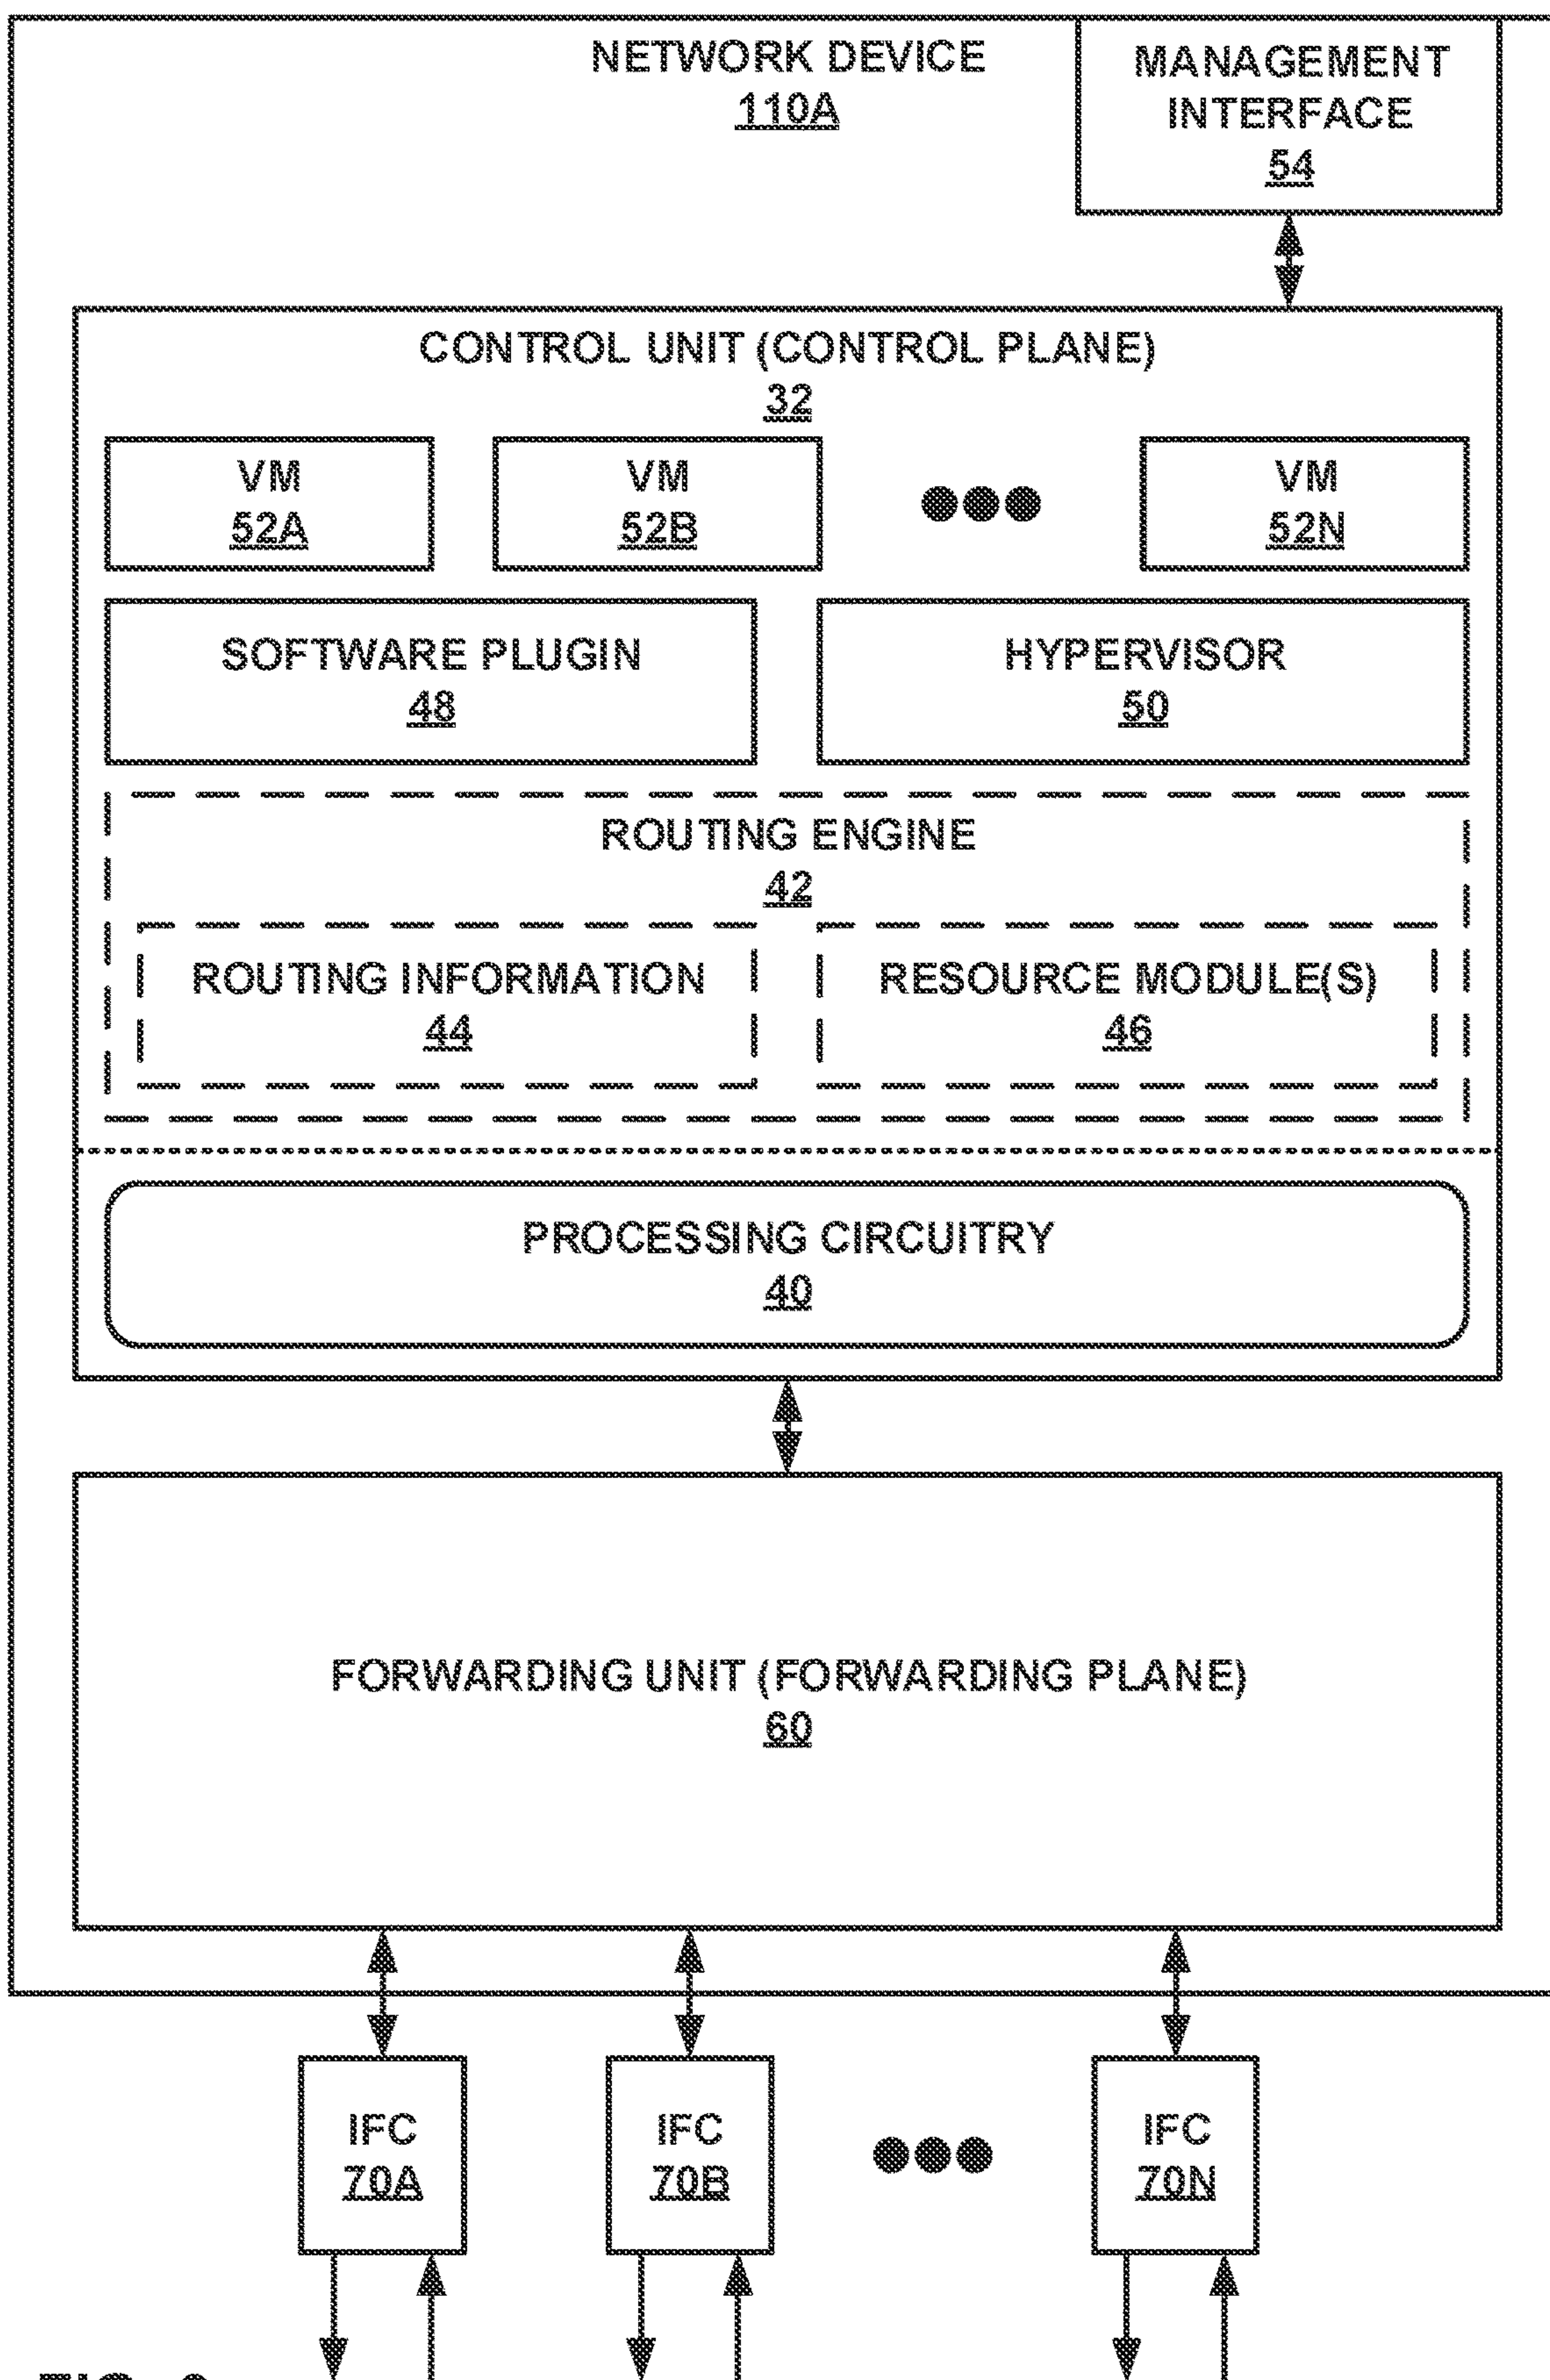 NETWORK DEVICE
110A
MANAGEMENT
INTERFACE
54
CONTROL UNIT (CONTROL PLANE)
32
VM
52A
VM
52B
VM
52N
SOFTWARE PLUGIN
48
HYPERVISOR
50
ROUTING ENGINE
42
ROUTING INFORMATION
44
RESOURCE MODULE(S)
46
PROCESSING CIRCUITRY
40
FORWARDING UNIT (FORWARDING PLANE)
60
IFC
70A
IFC
70B
IFC
70N